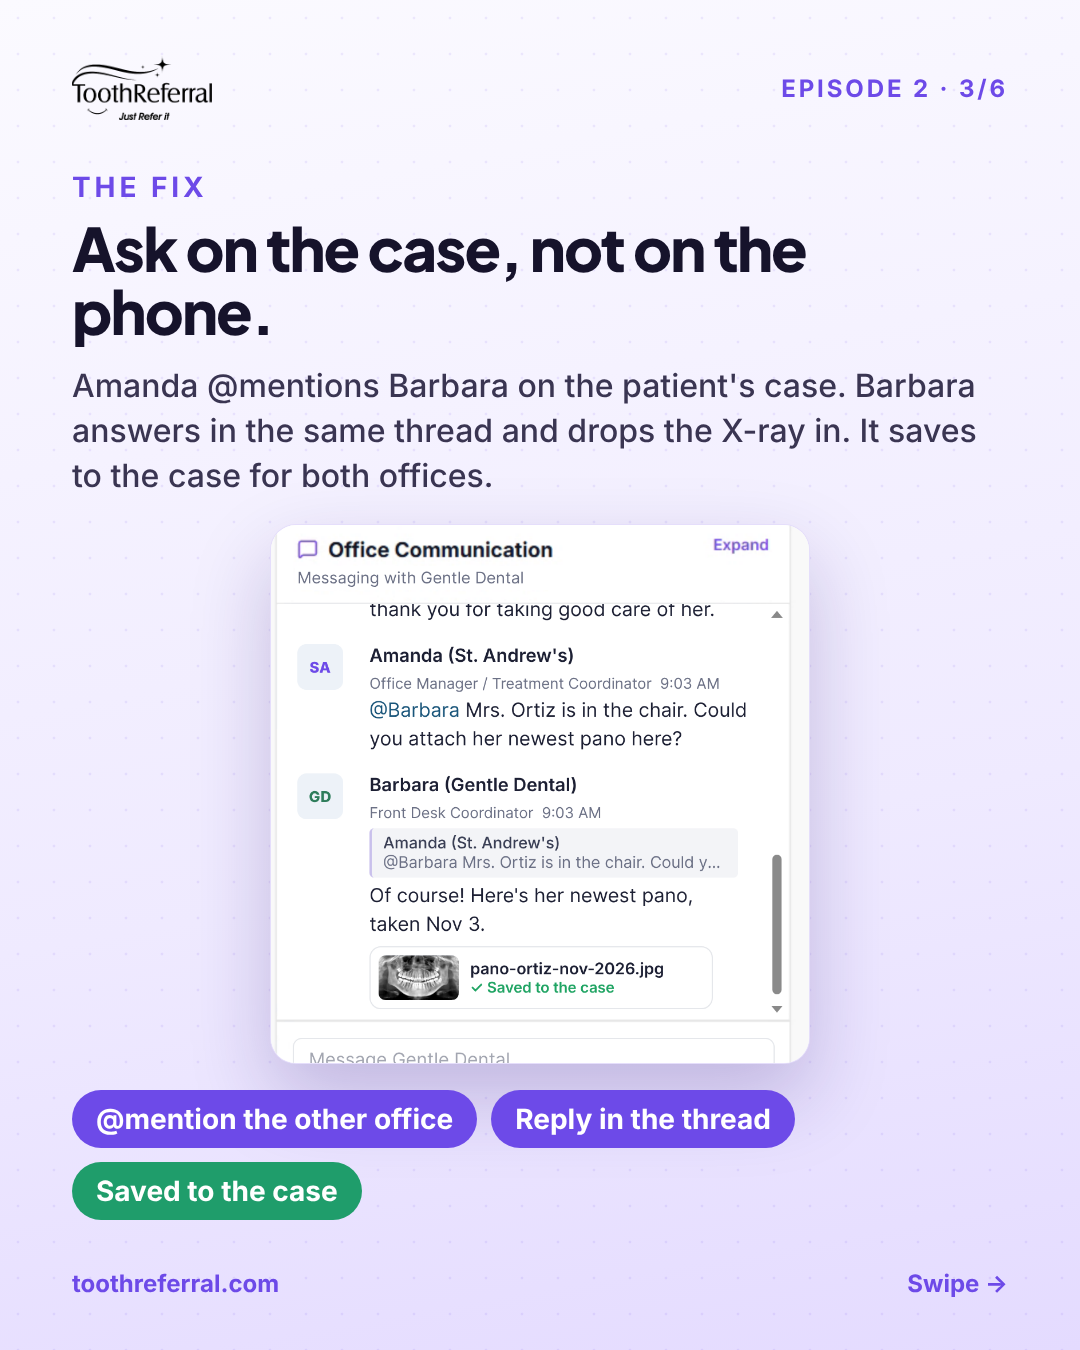 ToothReferral
Just Refer it
EPISODE 2 · 3/6
THE FIX
Ask on the case, not on the
phone.
Amanda @mentions Barbara on the patient's case. Barbara
answers in the same thread and drops the X-ray in. It saves
to the case for both offices.
Office Communication
Expand
Messaging with Gentle Dental
thank you for taking good care of her.
SA
Amanda (St. Andrew's)
Office Manager / Treatment Coordinator 9:03 AM
@Barbara Mrs. Ortiz is in the chair. Could
you attach her newest pano here?
GD
Barbara (Gentle Dental)
Front Desk Coordinator 9:03 AM
Amanda (St. Andrew's)
@Barbara Mrs. Ortiz is in the chair. Could y...
Of course! Here's her newest pano,
taken Nov 3.
pano-ortiz-nov-2026.jpg
✓ Saved to the case
Message Gentle Dental
@mention the other office
Reply in the thread
Saved to the case
toothreferral.com
Swipe →